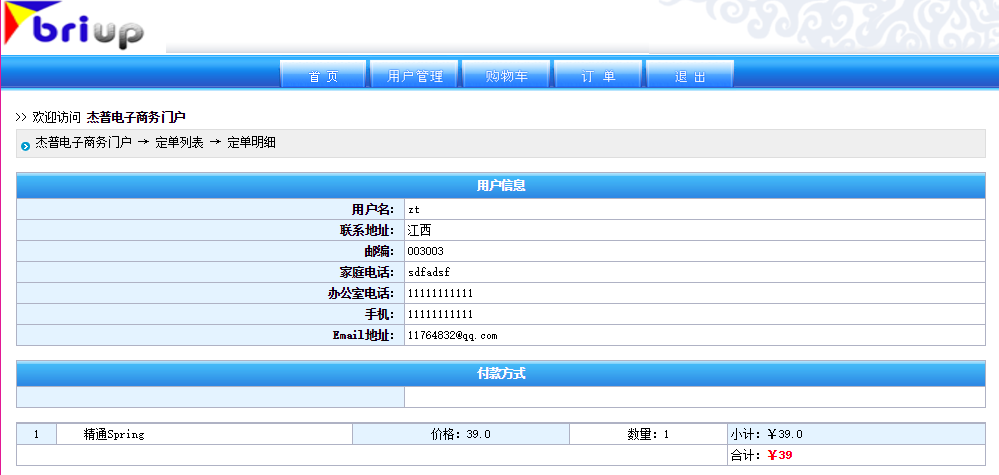 briup
首 页 用户管理 购物车 订 单 退 出
>> 欢迎访问 杰普电子商务门户
杰普电子商务门户 → 定单列表 → 定单明细
用户信息
用户名: zt
联系地址: 江西
邮编: 003003
家庭电话: sdfadsf
办公室电话: 11111111111
手机: 11111111111
Email地址: 11764832@qq.com
付款方式
1 精通Spring 价格: 39.0 数量: 1 小计: ¥39.0
合计: ¥39